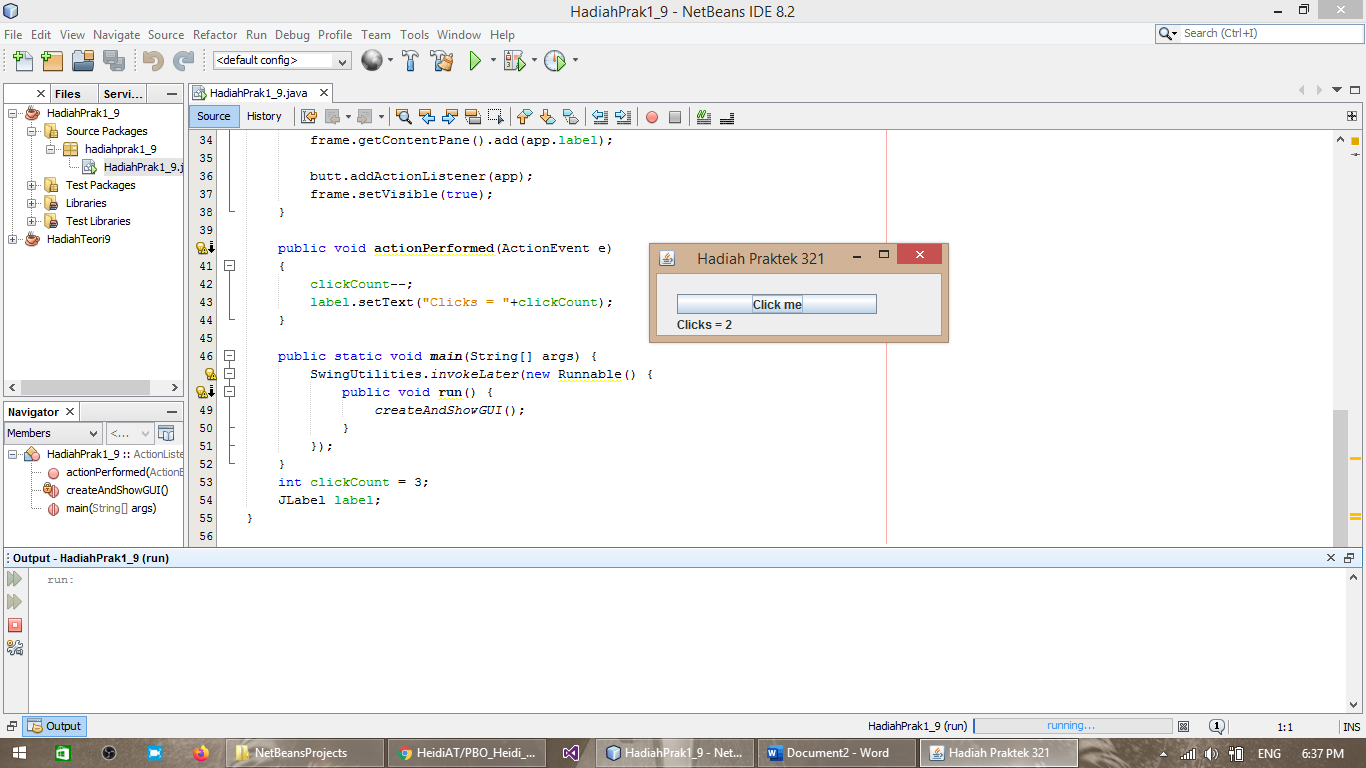 HadiahPrak1_9 - NetBeans IDE 8.2
File Edit View Navigate Source Refactor Run Debug Profile Team Tools Window Help
Search (Ctrl+I)
<default config>
Files Servi...
HadiahPrak1_9.java
HadiahPrak1_9
Source Packages
hadiahprak1_9
HadiahPrak1_9.j
Test Packages
Libraries
Test Libraries
HadiahTeori9
Source History
34 frame.getContentPane().add(app.label);
35
36 butt.addActionListener(app);
37 frame.setVisible(true);
38 }
39
public void actionPerformed(ActionEvent e)
41 {
42 clickCount--;
43 label.setText("Clicks = "+clickCount);
44 }
45
46 public static void main(String[] args) {
SwingUtilities.invokeLater(new Runnable() {
public void run() {
49 createAndShowGUI();
50 }
51 });
52 }
53 int clickCount = 3;
54 JLabel label;
55 }
56
Hadiah Praktek 321
Click me
Clicks = 2
Navigator
Members <...
HadiahPrak1_9 :: ActionListe
actionPerformed(ActionE
createAndShowGUI()
main(String[] args)
Output - HadiahPrak1_9 (run)
run:
Output
HadiahPrak1_9 (run) running... 1 1:1 INS
NetBeansProjects
HeidiAT/PBO_Heidi_...
HadiahPrak1_9 - Net...
Document2 - Word
Hadiah Praktek 321
ENG 6:37 PM